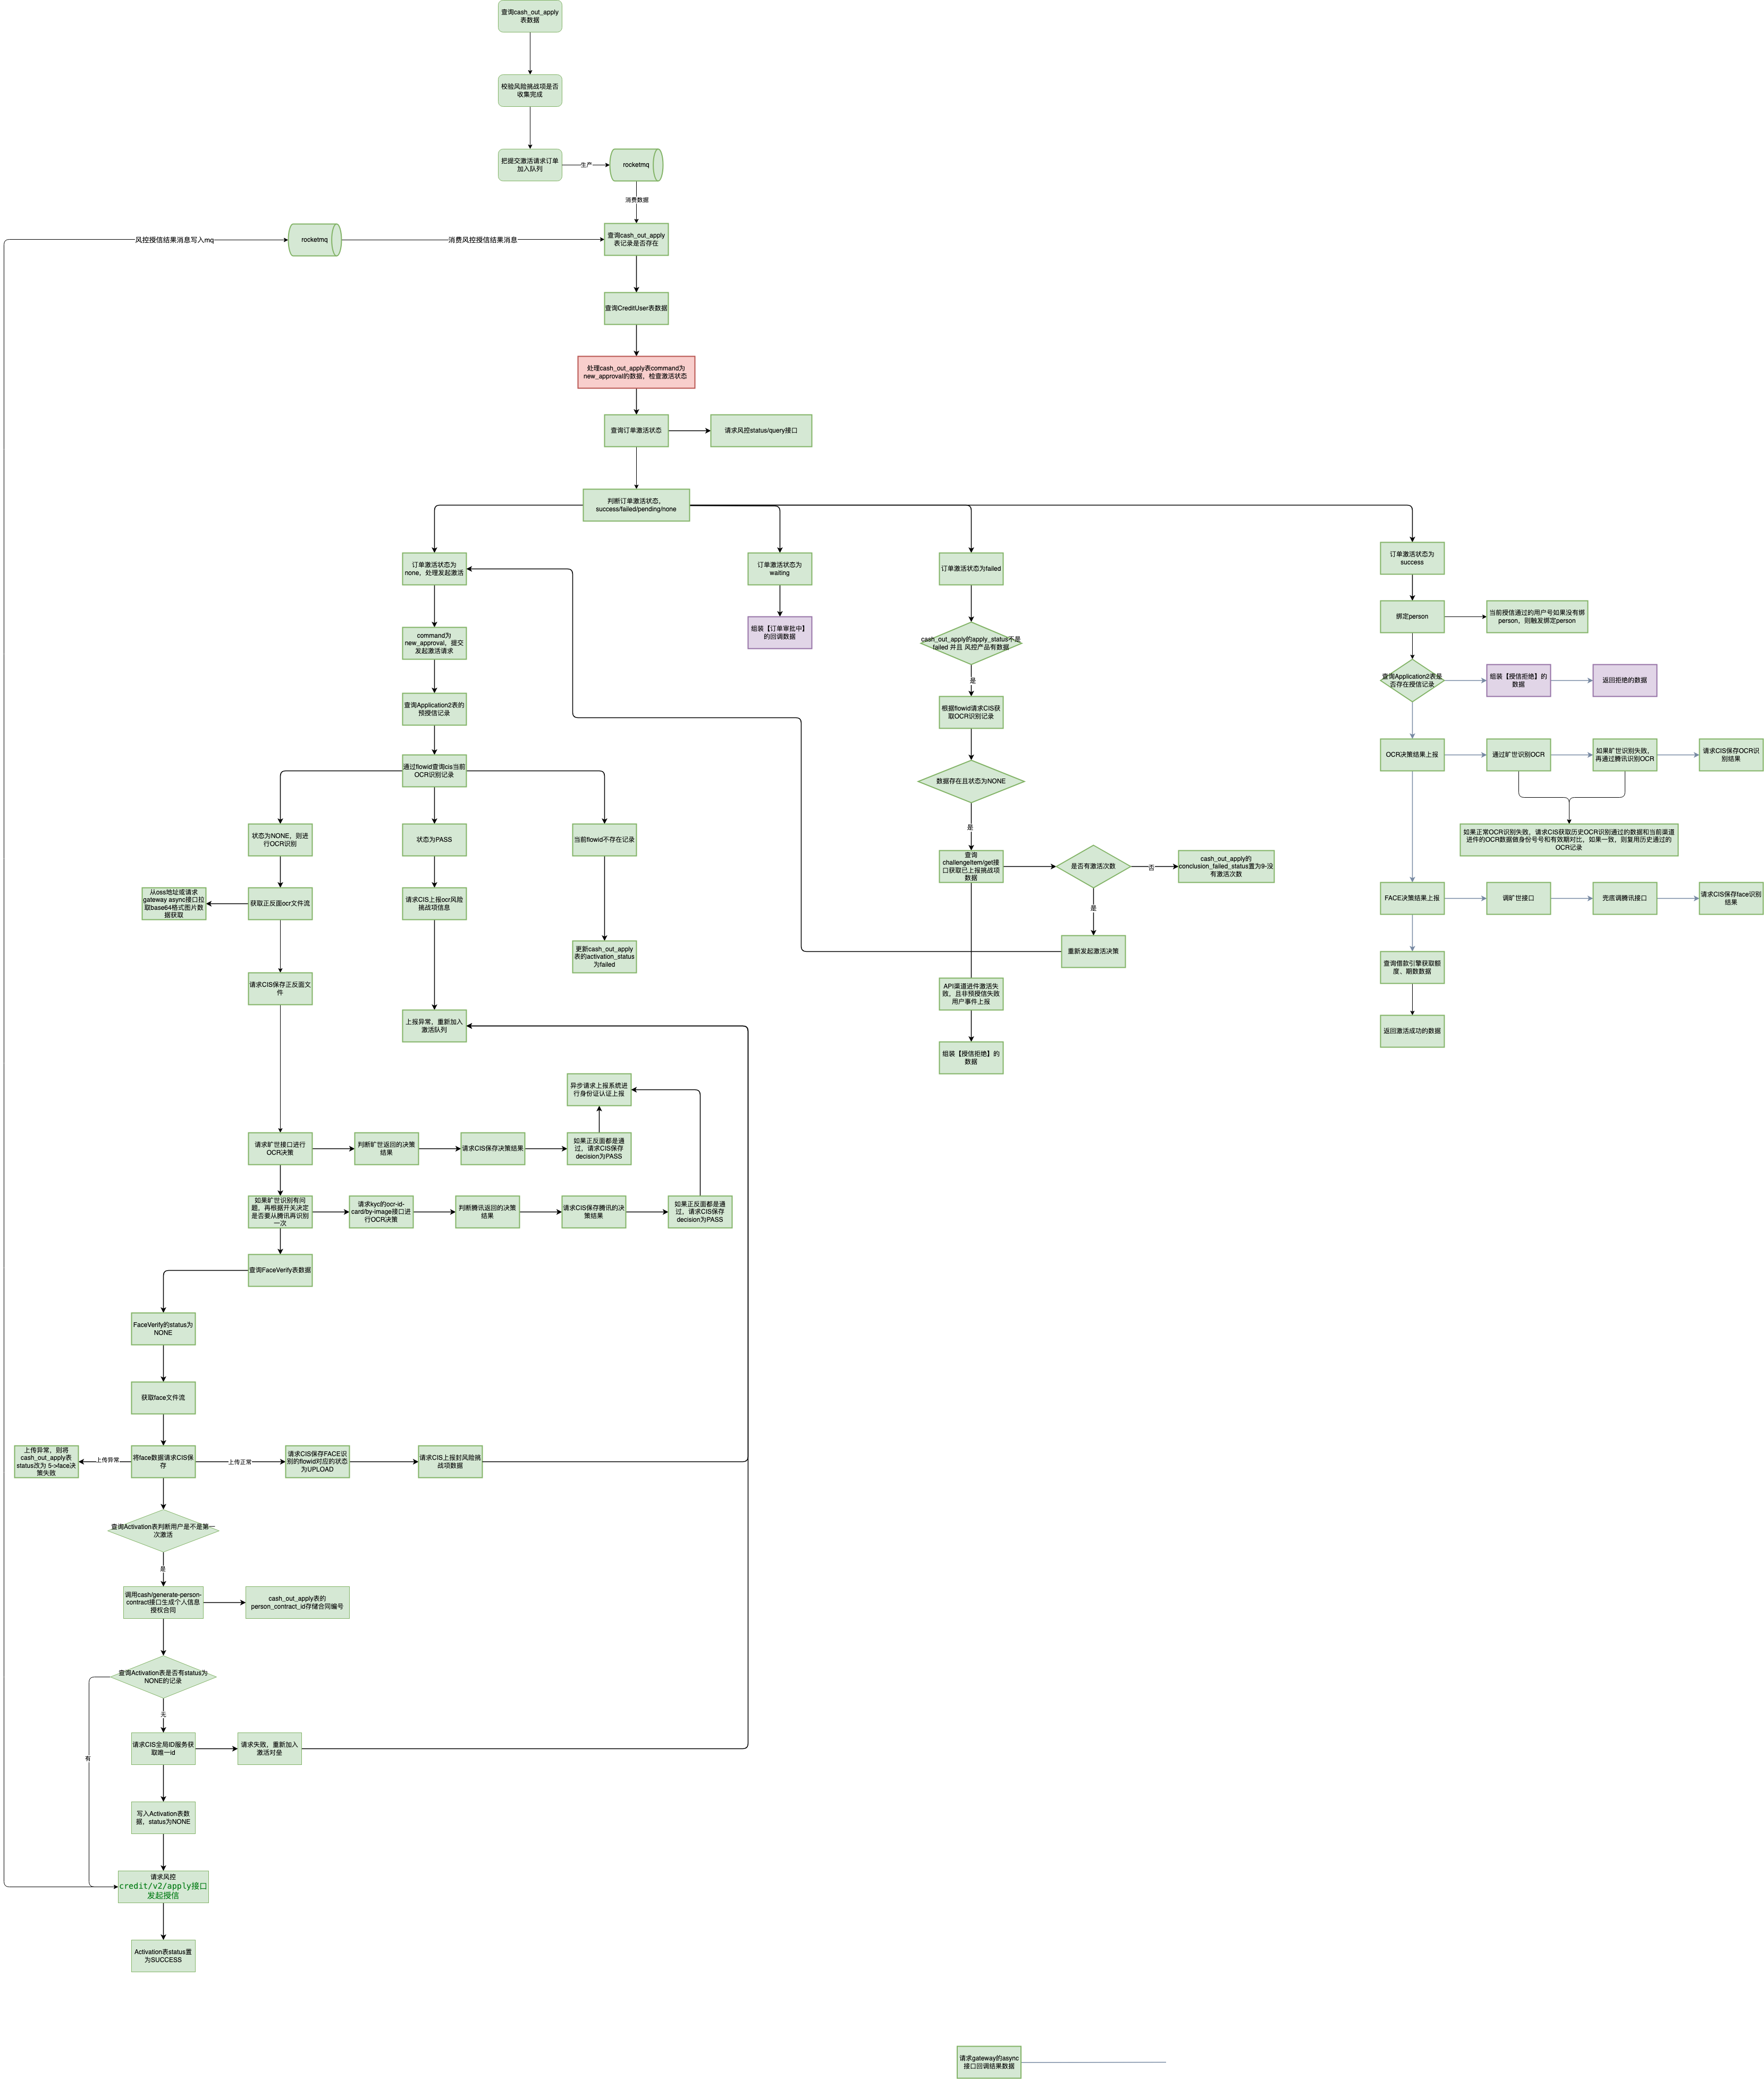 查询cash_out_apply
表数据
校验风险挑战项是否
收集完成
把提交激活请求订单
加入队列
生产
rocketmq
消费数据
风控授信结果消息写入mq
rocketmq
消费风控授信结果消息
查询cash_out_apply
表记录是否存在
查询CreditUser表数据
处理cash_out_apply表command为
new_approval的数据，检查激活状态
查询订单激活状态
请求风控status/query接口
判断订单激活状态，
success/failed/pending/none
订单激活状态为
none，处理发起激活
订单激活状态为
waiting
订单激活状态为failed
订单激活状态为
success
command为
new_approval，提交
发起激活请求
组装【订单审批中】
的回调数据
cash_out_apply的apply_status不是
failed 并且 风控产品有数据
是
绑定person
当前授信通过的用户号如果没有绑
person，则触发绑定person
查询Application2表是
否存在授信记录
组装【授信拒绝】的
数据
返回拒绝的数据
查询Application2表的
预授信记录
根据flowid请求CIS获
取OCR识别记录
通过flowid查询cis当前
OCR识别记录
数据存在且状态为NONE
是
OCR决策结果上报
通过旷世识别OCR
如果旷世识别失败，
再通过腾讯识别OCR
请求CIS保存OCR识
别结果
如果正常OCR识别失败，请求CIS获取历史OCR识别通过的数据和当前渠道
进件的OCR数据做身份号号和有效期对比，如果一致，则复用历史通过的
OCR记录
状态为NONE，则进
行OCR识别
状态为PASS
当前flowid不存在记录
查询
challengeItem/get接
口获取已上报挑战项
数据
是否有激活次数
否
cash_out_apply的
conclusion_failed_status置为9-没
有激活次数
是
重新发起激活决策
从oss地址或请求
gateway async接口拉
取base64格式图片数
据获取
获取正反面ocr文件流
请求CIS上报ocr风险
挑战项信息
更新cash_out_apply
表的activation_status
为failed
FACE决策结果上报
调旷世接口
兜底调腾讯接口
请求CIS保存face识别
结果
查询借款引擎获取额
度、期数数据
返回激活成功的数据
请求CIS保存正反面文
件
上报异常，重新加入
激活队列
API渠道进件激活失
败，且非预授信失败
用户事件上报
组装【授信拒绝】的
数据
异步请求上报系统进
行身份证认证上报
请求旷世接口进行
OCR决策
判断旷世返回的决策
结果
请求CIS保存决策结果
如果正反面都是通
过，请求CIS保存
decision为PASS
如果旷世识别有问
题，再根据开关决定
是否要从腾讯再识别
一次
请求kyc的ocr-id-
card/by-image接口进
行OCR决策
判断腾讯返回的决策
结果
请求CIS保存腾讯的决
策结果
如果正反面都是通
过，请求CIS保存
decision为PASS
查询FaceVerify表数据
FaceVerify的status为
NONE
获取face文件流
上传异常，则将
cash_out_apply表
status改为 5->face决
策失败
上传异常
将face数据请求CIS保
存
上传正常
请求CIS保存FACE识
别的flowid对应的状态
为UPLOAD
请求CIS上报封风险挑
战项数据
查询Activation表判断用户是不是第一
次激活
是
调用cash/generate-person-
contract接口生成个人信息
授权合同
cash_out_apply表的
person_contract_id存储合同编号
查询Activation表是否有status为
NONE的记录
无
有
请求CIS全局ID服务获
取唯一id
请求失败，重新加入
激活对垒
写入Activation表数
据，status为NONE
请求风控
credit/v2/apply接口
发起授信
Activation表status置
为SUCCESS
请求gateway的async
接口回调结果数据